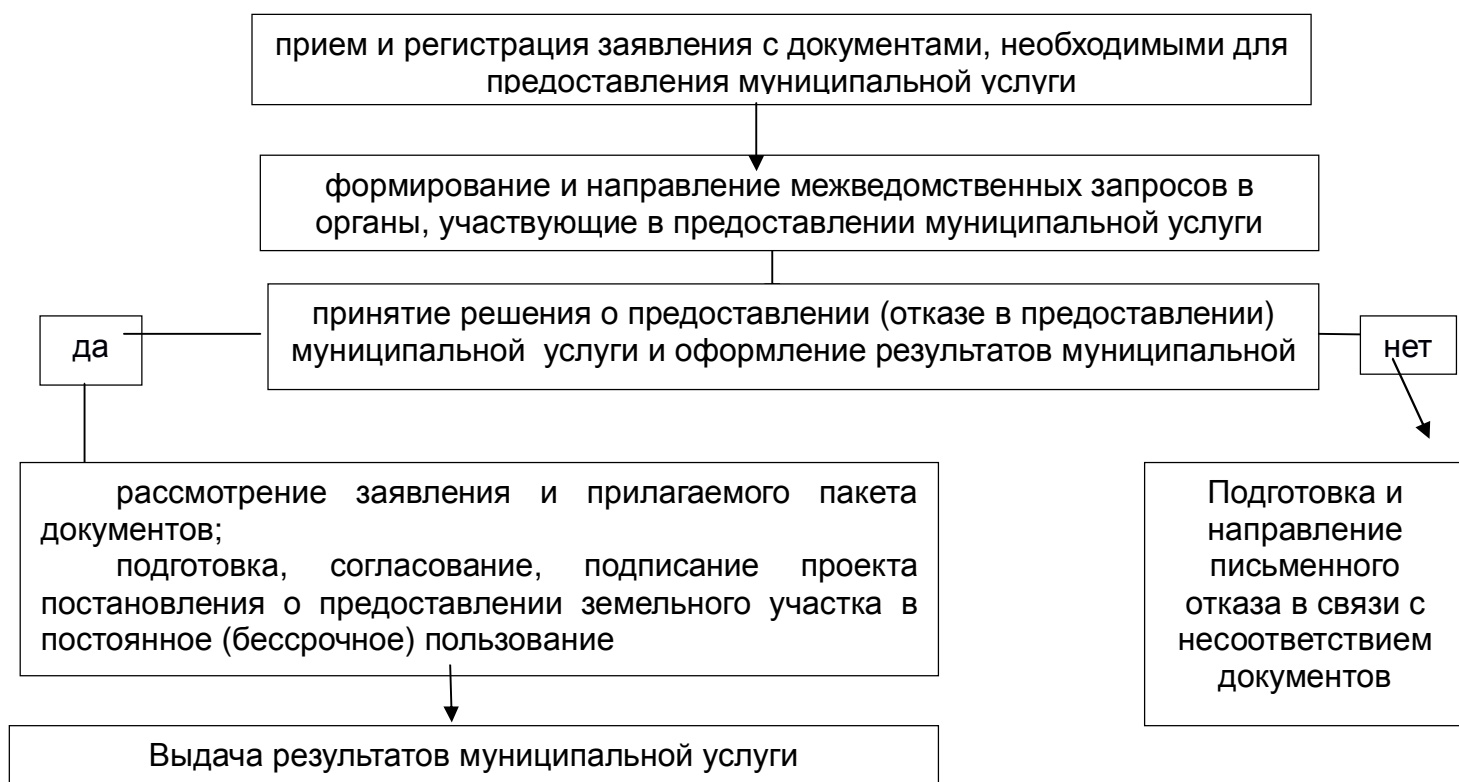 прием и регистрация заявления с документами, необходимыми для
предоставления муниципальной услуги
формирование и направление межведомственных запросов в
органы, участвующие в предоставлении муниципальной услуги
принятие решения о предоставлении (отказе в предоставлении)
муниципальной услуги и оформление результатов муниципальной
да
нет
рассмотрение заявления и прилагаемого пакета
документов;
подготовка, согласование, подписание проекта
постановления о предоставлении земельного участка в
постоянное (бессрочное) пользование
Подготовка и
направление
письменного
отказа в связи с
несоответствием
документов
Выдача результатов муниципальной услуги